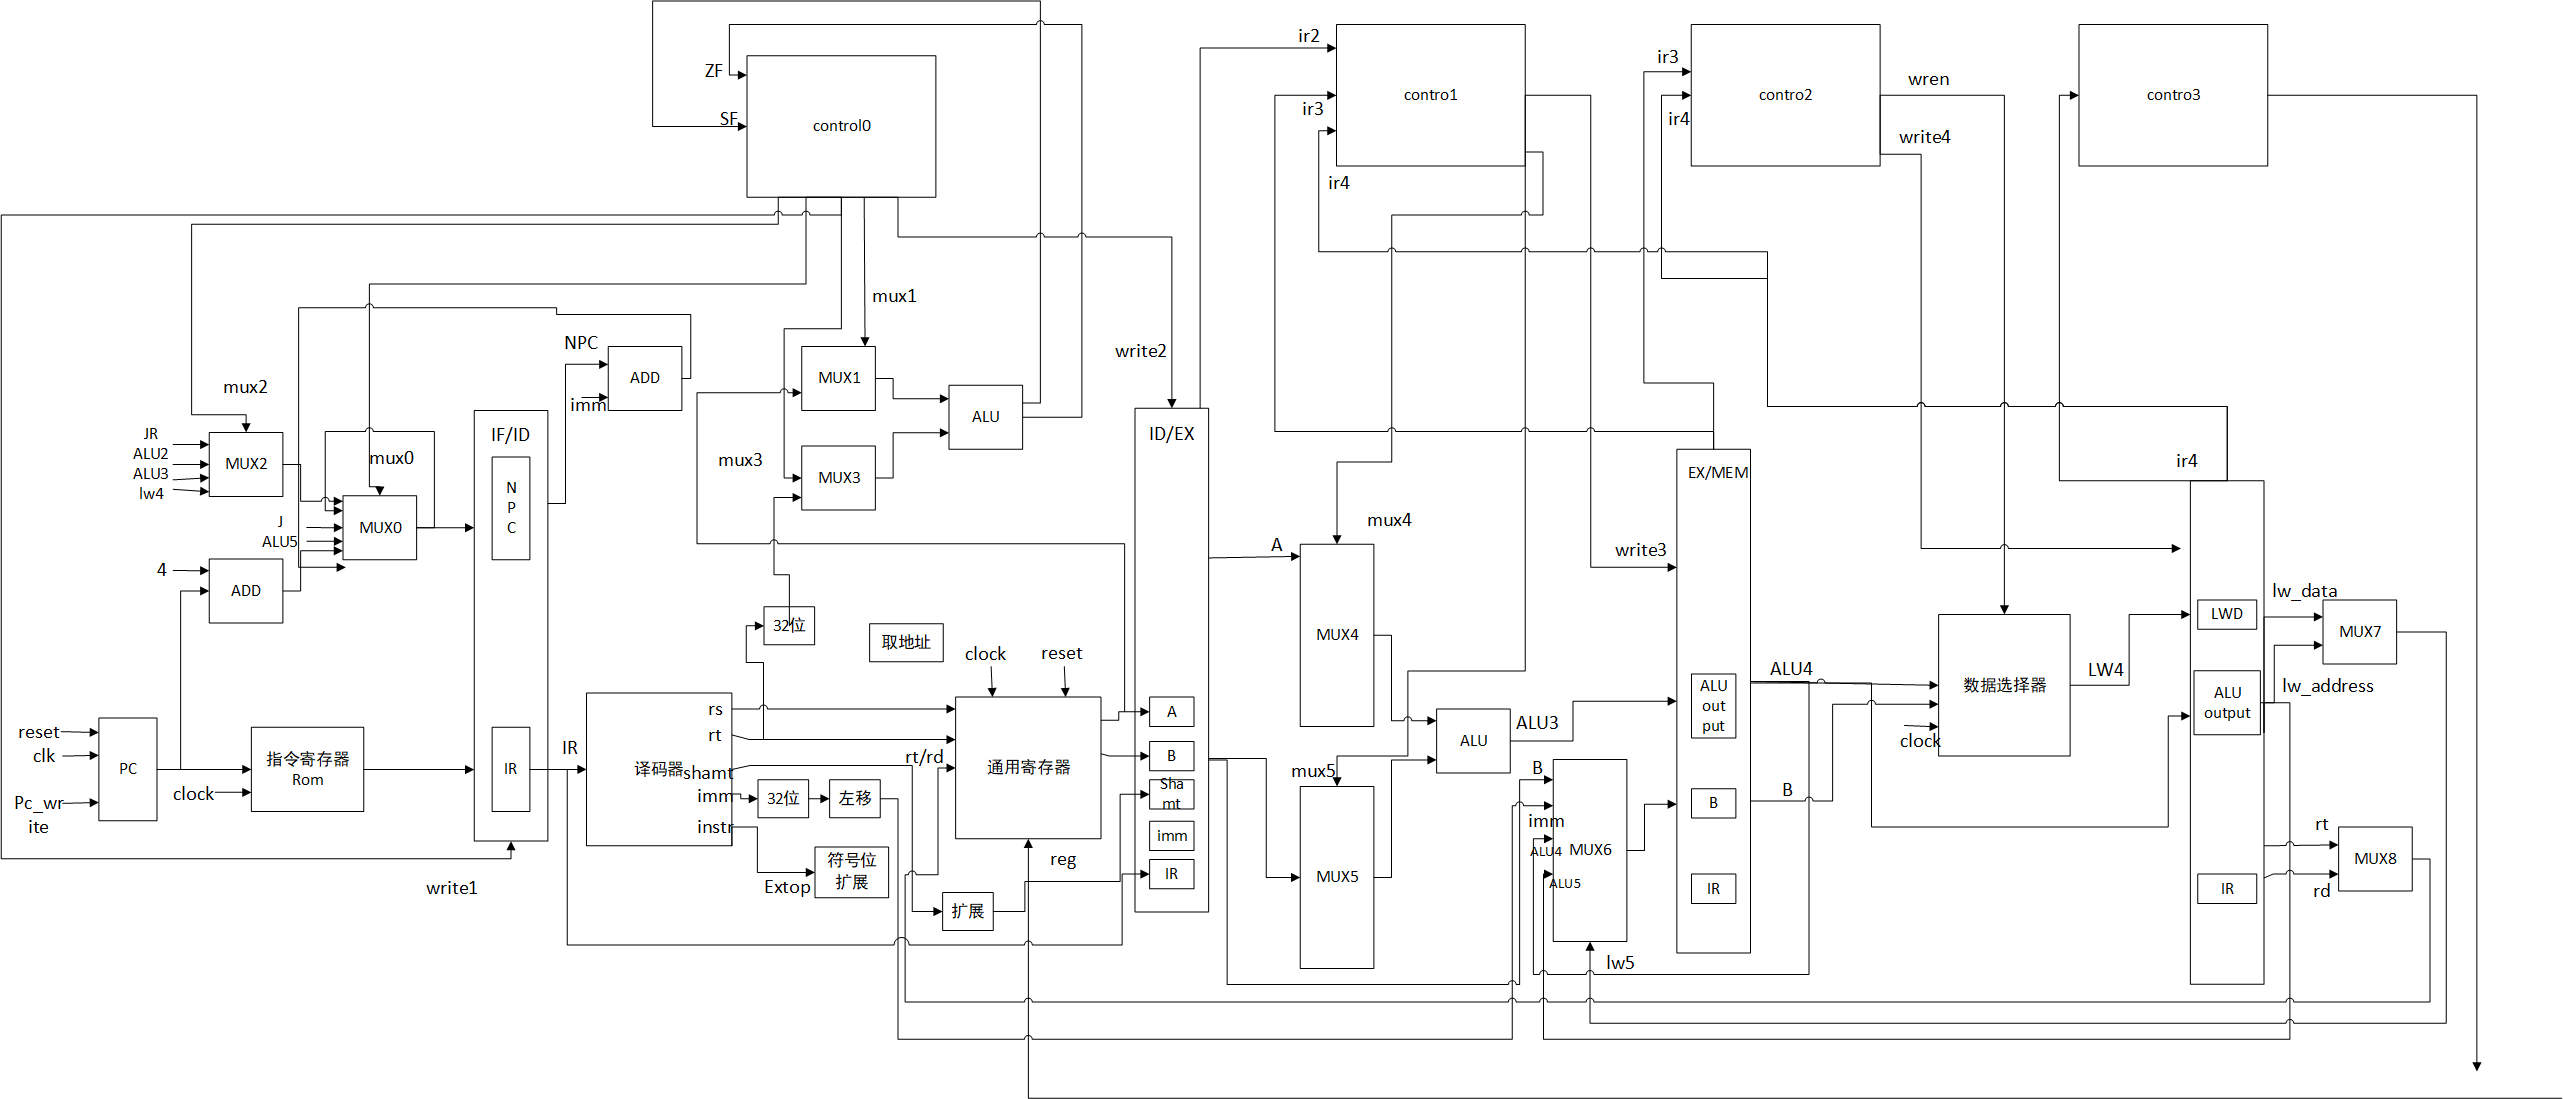 ZF
SF
control0
ir2
ir3
ir4
contro1
ir3
ir4
contro2
wren
write4
contro3
mux2
JR
ALU2
ALU3
lw4
MUX2
mux0
J
ALU5
MUX0
4
ADD
IF/ID
N
P
C
NPC
imm
ADD
mux1
MUX1
mux3
MUX3
ALU
write2
ID/EX
mux4
A
MUX4
write3
EX/MEM
ir4
reset
clk
Pc_wr
ite
PC
clock
指令寄存器
Rom
IR
IR
write1
译码器
rs
rt
shamt
imm
instr
32位
32位
左移
Extop
符号位
扩展
取地址
clock
reset
rt/rd
通用寄存器
reg
扩展
A
B
Sha
mt
imm
IR
mux5
MUX5
ALU
ALU3
B
imm
ALU4
ALU5
MUX6
lw5
ALU
out
put
B
IR
ALU4
B
clock
数据选择器
LW4
LWD
ALU
output
IR
lw_data
lw_address
MUX7
rt
rd
MUX8